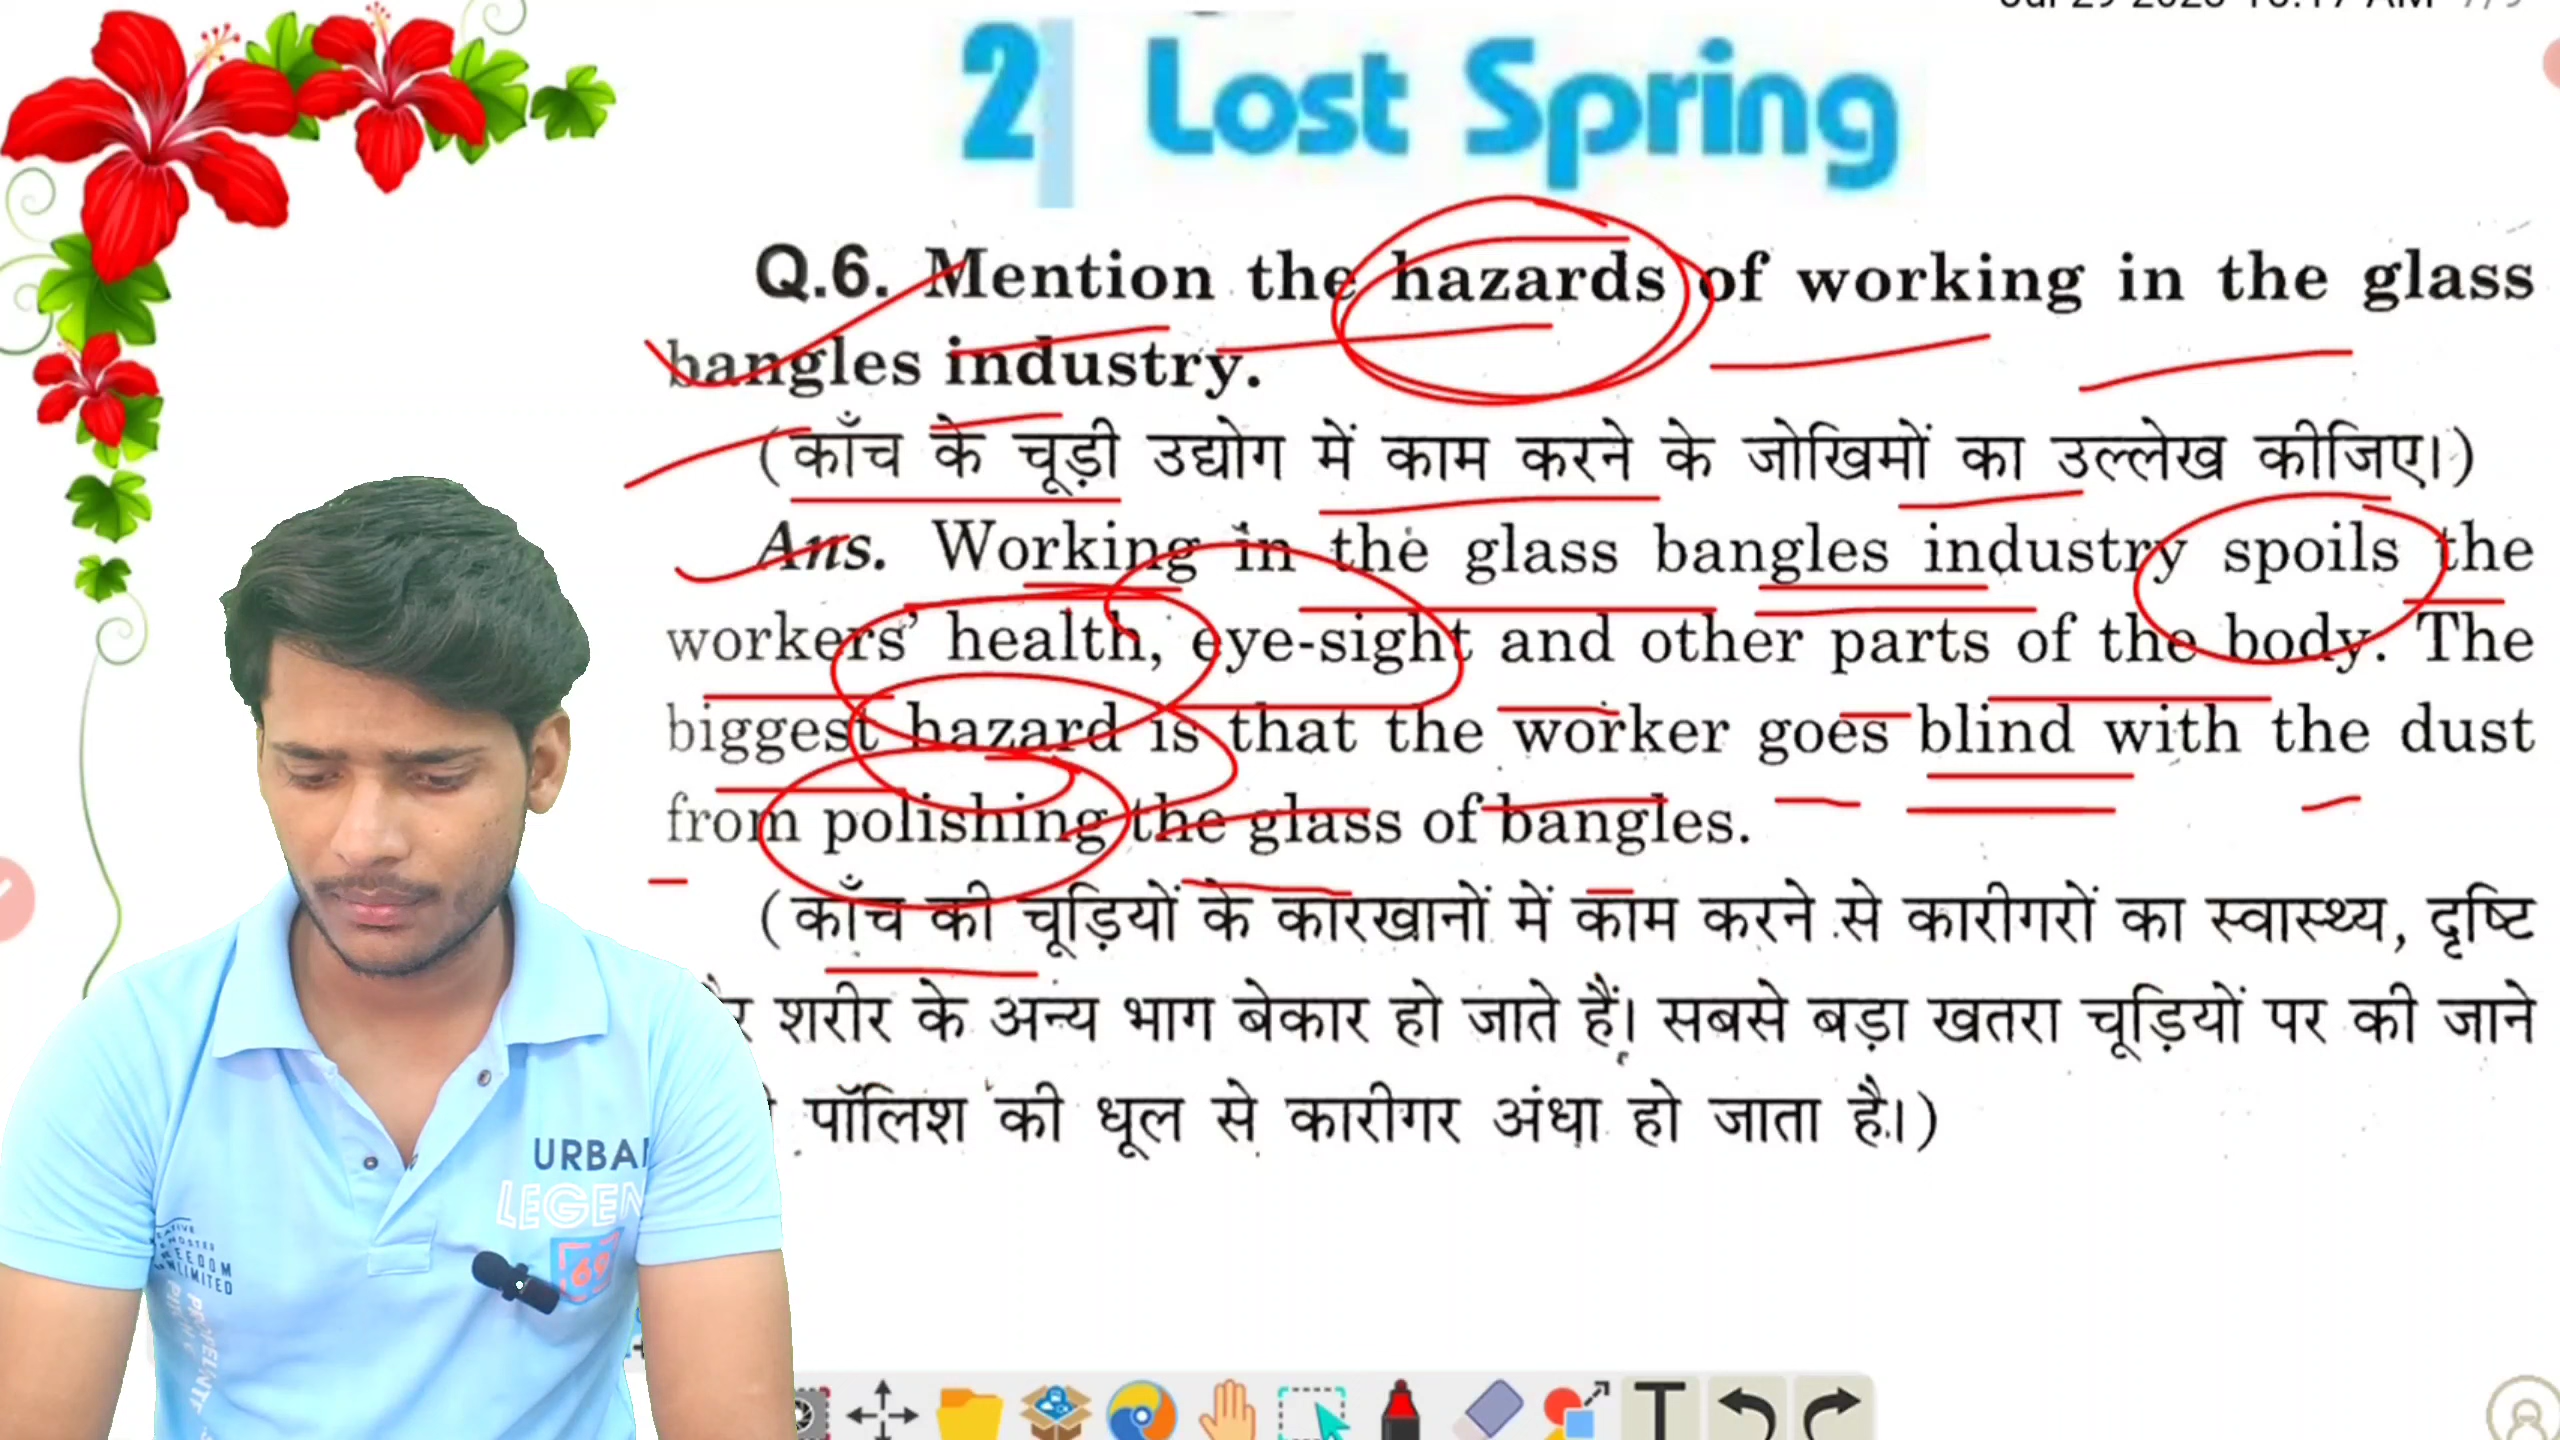 2 Lost Spring
Q.6. Mention the hazards of working in the glass
bangles industry.
(काँच के चूड़ी उद्योग में काम करने के जोखिमों का उल्लेख कीजिए।)
Ans. Working in the glass bangles industry spoils the
workers' health, eye-sight and other parts of the body. The
biggest hazard is that the worker goes blind with the dust
from polishing the glass of bangles.
(काँच की चूड़ियों के कारखानों में काम करने से कारीगरों का स्वास्थ्य, दृष्टि
शरीर के अन्य भाग बेकार हो जाते हैं। सबसे बड़ा खतरा चूड़ियों पर की जाने
पॉलिश की धूल से कारीगर अंधा हो जाता है।)
URBAN
LEGEN
69
T